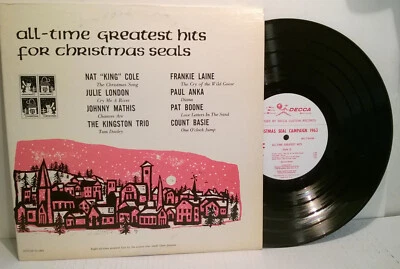 all-time greatest hits
for christmas seals
NAT "KING" COLE
The Christmas Song
JULIE LONDON
Cry Me A River
JOHNNY MATHIS
Chances Are
THE KINGSTON TRIO
Tom Dooley
FRANKIE LAINE
The Cry of the Wild Goose
PAUL ANKA
Diana
PAT BOONE
Love Letters In The Sand
COUNT BASIE
One O'Clock Jump
DECCA
CUSTOM RECORDS
CHRISTMAS SEAL CAMPAIGN 1962